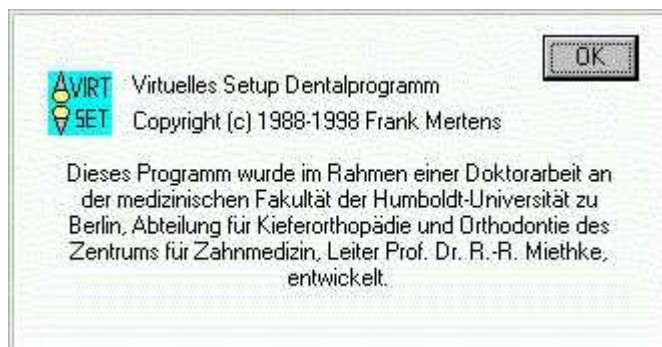 OK
VIRT
SET
Virtuelles Setup Dentalprogramm
Copyright (c) 1988-1998 Frank Mertens
Dieses Programm wurde im Rahmen einer Doktorarbeit an
der medizinischen Fakultät der Humboldt-Universität zu
Berlin, Abteilung für Kieferorthopädie und Orthodontie des
Zentrums für Zahnmedizin, Leiter Prof. Dr. R.-R. Miethke,
entwickelt.